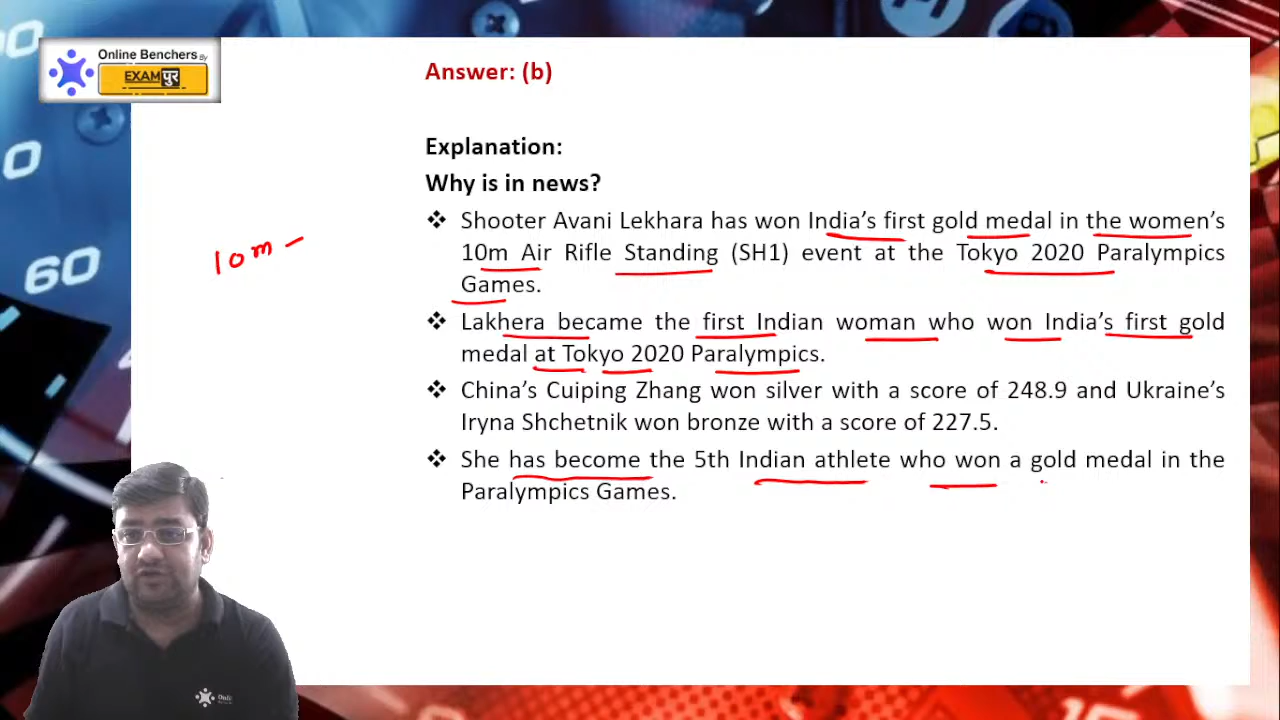 Online Benchers By
EXAMपुर
Answer: (b)
Explanation:
Why is in news?
❖ Shooter Avani Lekhara has won India's first gold medal in the women's
10m Air Rifle Standing (SH1) event at the Tokyo 2020 Paralympics
Games.
10m –
❖ Lakhera became the first Indian woman who won India's first gold
medal at Tokyo 2020 Paralympics.
❖ China's Cuiping Zhang won silver with a score of 248.9 and Ukraine's
Iryna Shchetnik won bronze with a score of 227.5.
❖ She has become the 5th Indian athlete who won a gold medal in the
Paralympics Games.
60